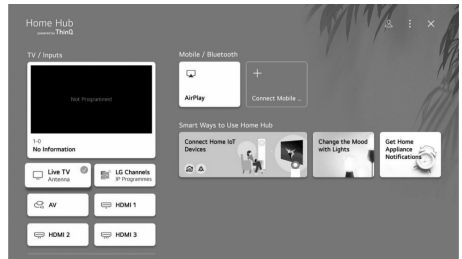 Home Hub
powered by ThinQ
TV / Inputs
Not Programmed
1-0
No Information
Live TV
Antenna
LG Channels
IP Programmes
AV
HDMI 1
HDMI 2
HDMI 3
Mobile / Bluetooth
AirPlay
Connect Mobile ..
Smart Ways to Use Home Hub
Connect Home IoT
Devices
Change the Mood
with Lights
Get Home
Appliance
Notifications